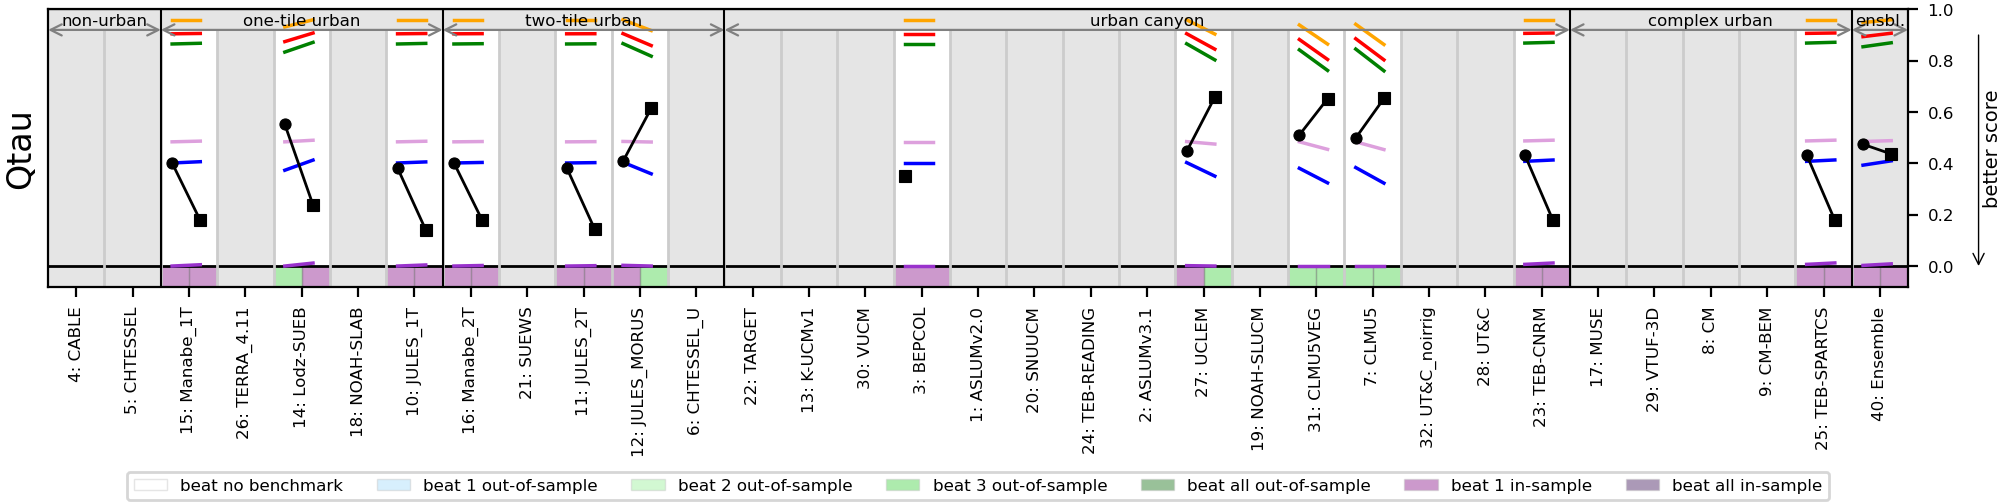 non-urban one-tile urban two-tile urban urban canyon complex urban ensbl.
Qtau
1.0
0.8
0.6
0.4
0.2
0.0
better score
4: CABLE
5: CHTESSEL
15: Manabe_1T
26: TERRA_4.11
14: Lodz-SUEB
18: NOAH-SLAB
10: JULES_1T
16: Manabe_2T
21: SUEWS
11: JULES_2T
12: JULES_MORUS
6: CHTESSEL_U
22: TARGET
13: K-UCMv1
30: VUCM
3: BEPCOL
1: ASLUMv2.0
20: SNUUCM
24: TEB-READING
2: ASLUMv3.1
27: UCLEM
19: NOAH-SLUCM
31: CLMU5VEG
7: CLMU5
32: UT&C_noirrig
28: UT&C
23: TEB-CNRM
17: MUSE
29: VTUF-3D
8: CM
9: CM-BEM
25: TEB-SPARTCS
40: Ensemble
beat no benchmark beat 1 out-of-sample beat 2 out-of-sample beat 3 out-of-sample beat all out-of-sample beat 1 in-sample beat all in-sample